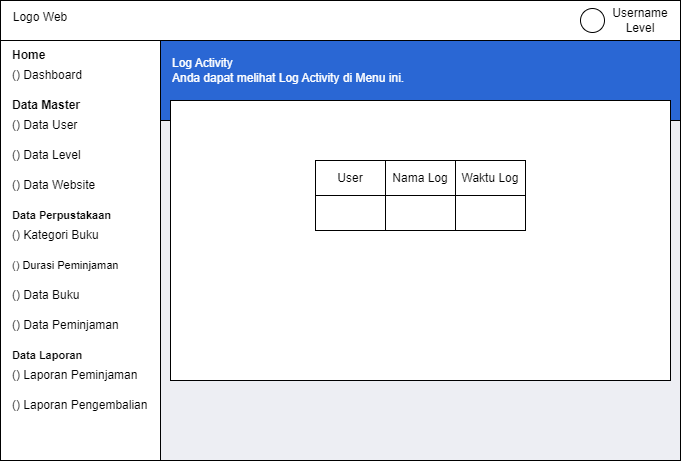 Logo Web
Username
Level
Home
() Dashboard
Data Master
() Data User
() Data Level
() Data Website
Data Perpustakaan
() Kategori Buku
() Durasi Peminjaman
() Data Buku
() Data Peminjaman
Data Laporan
() Laporan Peminjaman
() Laporan Pengembalian
Log Activity
Anda dapat melihat Log Activity di Menu ini.
User Nama Log Waktu Log